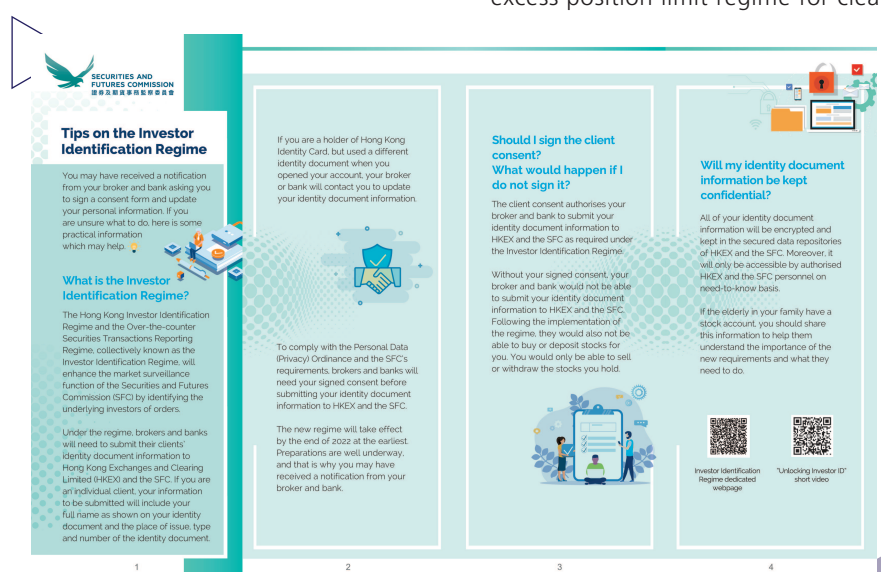 excess position limit regime for clea
SECURITIES AND
FUTURES COMMISSION
證券及期貨事務監察委員會
Tips on the Investor
Identification Regime
You may have received a notification
from your broker and bank asking you
to sign a consent form and update
your personal information. If you
are unsure what to do, here is some
practical information
which may help.
What is the Investor
Identification Regime?
The Hong Kong Investor Identification
Regime and the Over-the-counter
Securities Transactions Reporting
Regime, collectively known as the
Investor Identification Regime, will
enhance the market surveillance
function of the Securities and Futures
Commission (SFC) by identifying the
underlying investors of orders.
Under the regime, brokers and banks
will need to submit their clients'
identity document information to
Hong Kong Exchanges and Clearing
Limited (HKEX) and the SFC. If you are
an individual client, your information
to be submitted will include your
full name as shown on your identity
document and the place of issue, type
and number of the identity document.
1
If you are a holder of Hong Kong
Identity Card, but used a different
identity document when you
opened your account, your broker
or bank will contact you to update
your identity document information.
To comply with the Personal Data
(Privacy) Ordinance and the SFC's
requirements, brokers and banks will
need your signed consent before
submitting your identity document
information to HKEX and the SFC.
The new regime will take effect
by the end of 2022 at the earliest.
Preparations are well underway,
and that is why you may have
received a notification from your
broker and bank.
2
Should I sign the client
consent?
What would happen if I
do not sign it?
The client consent authorises your
broker and bank to submit your
identity document information to
HKEX and the SFC as required under
the Investor Identification Regime.
Without your signed consent, your
broker and bank would not be able
to submit your identity document
information to HKEX and the SFC.
Following the implementation of
the regime, they would also not be
able to buy or deposit stocks for
you. You would only be able to sell
or withdraw the stocks you hold.
3
Will my identity document
information be kept
confidential?
All of your identity document
information will be encrypted and
kept in the secured data repositories
of HKEX and the SFC. Moreover, it
will only be accessible by authorised
HKEX and the SFC personnel on
need-to-know basis.
If the elderly in your family have a
stock account, you should share
this information to help them
understand the importance of the
new requirements and what they
need to do.
Investor Identification
Regime dedicated
webpage
"Unlocking Investor ID"
short video
4